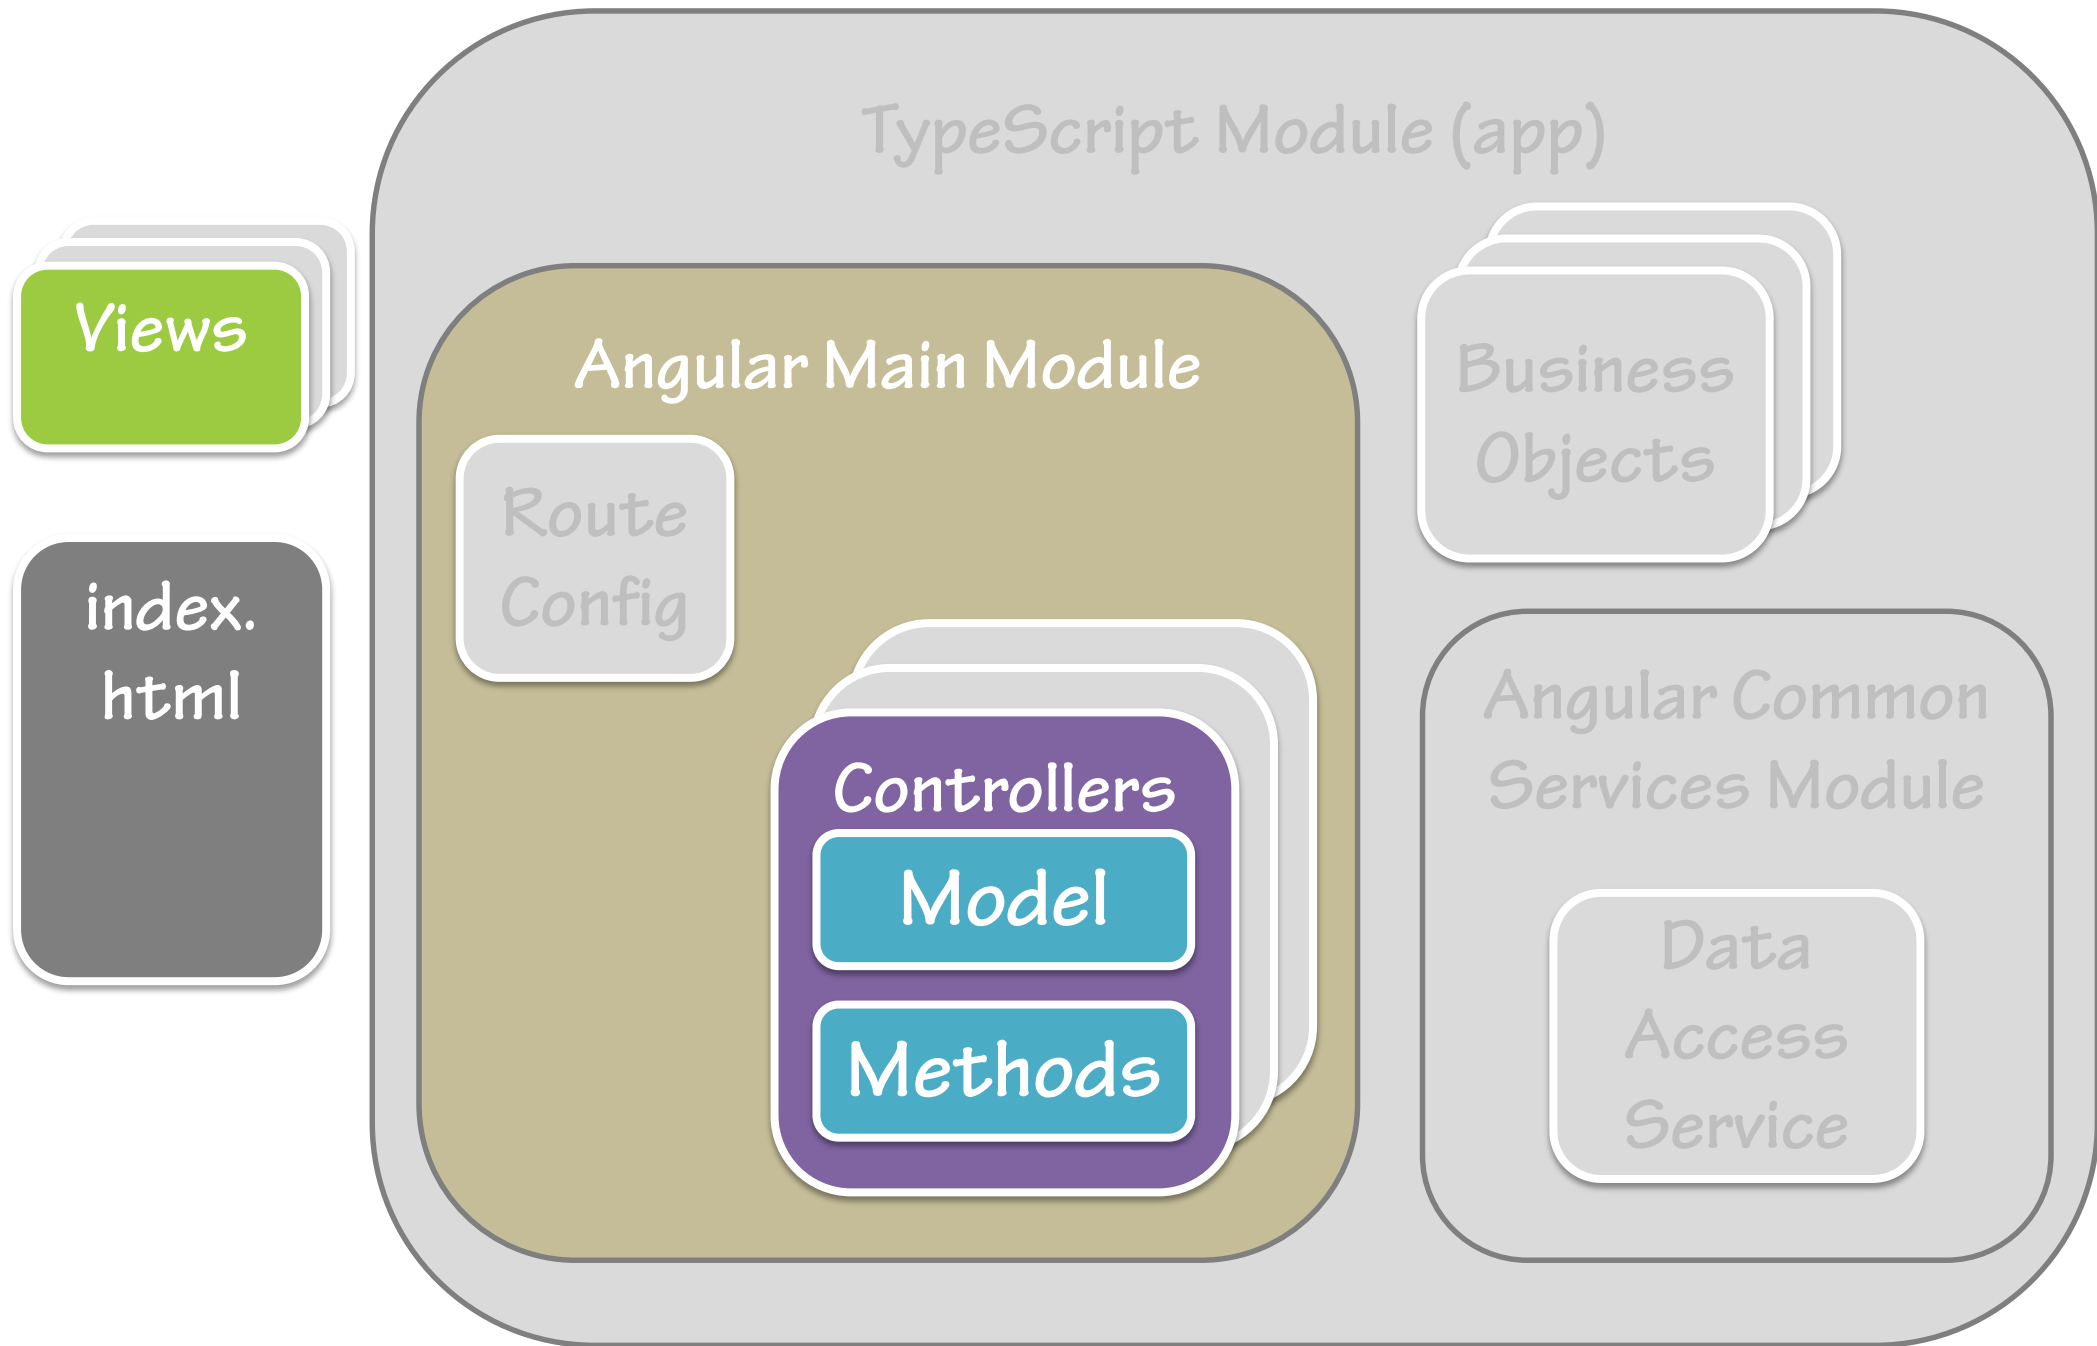 TypeScript Module (app)
Views
index.
html
Angular Main Module
Route
Config
Controllers
Model
Methods
Business
Objects
Angular Common
Services Module
Data
Access
Service